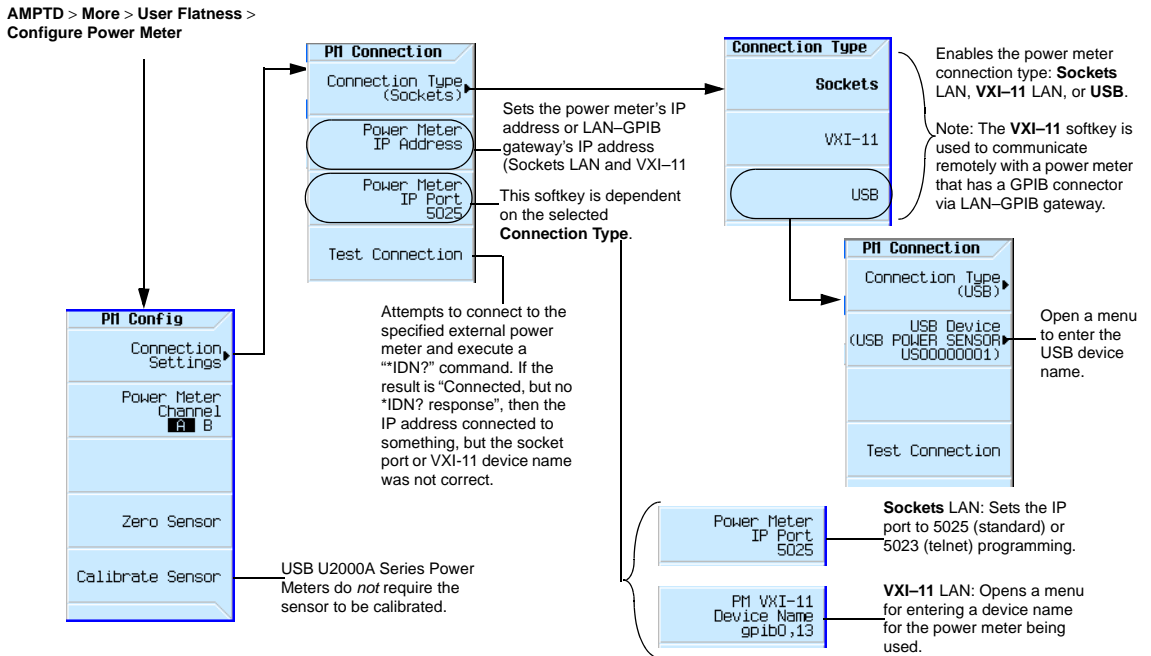 AMPTD > More > User Flatness >
Configure Power Meter
PM Connection
Connection Type
(Sockets)
Power Meter
IP Address
Power Meter
IP Port
5025
Test Connection
Sets the power meter's IP
address or LAN–GPIB
gateway's IP address
(Sockets LAN and VXI–11
This softkey is dependent
on the selected
Connection Type.
Connection Type
Sockets
VXI-11
USB
Enables the power meter
connection type: Sockets
LAN, VXI–11 LAN, or USB.
Note: The VXI–11 softkey is
used to communicate
remotely with a power meter
that has a GPIB connector
via LAN–GPIB gateway.
PM Connection
Connection Type
(USB)
USB Device
(USB POWER SENSOR
US00000001)
Test Connection
Open a menu
to enter the
USB device
name.
Attempts to connect to the
specified external power
meter and execute a
“*IDN?” command. If the
result is “Connected, but no
*IDN? response”, then the
IP address connected to
something, but the socket
port or VXI-11 device name
was not correct.
PM Config
Connection
Settings
Power Meter
Channel
A B
Zero Sensor
Calibrate Sensor
USB U2000A Series Power
Meters do not require the
sensor to be calibrated.
Power Meter
IP Port
5025
Sockets LAN: Sets the IP
port to 5025 (standard) or
5023 (telnet) programming.
PM VXI-11
Device Name
gpib0,13
VXI–11 LAN: Opens a menu
for entering a device name
for the power meter being
used.